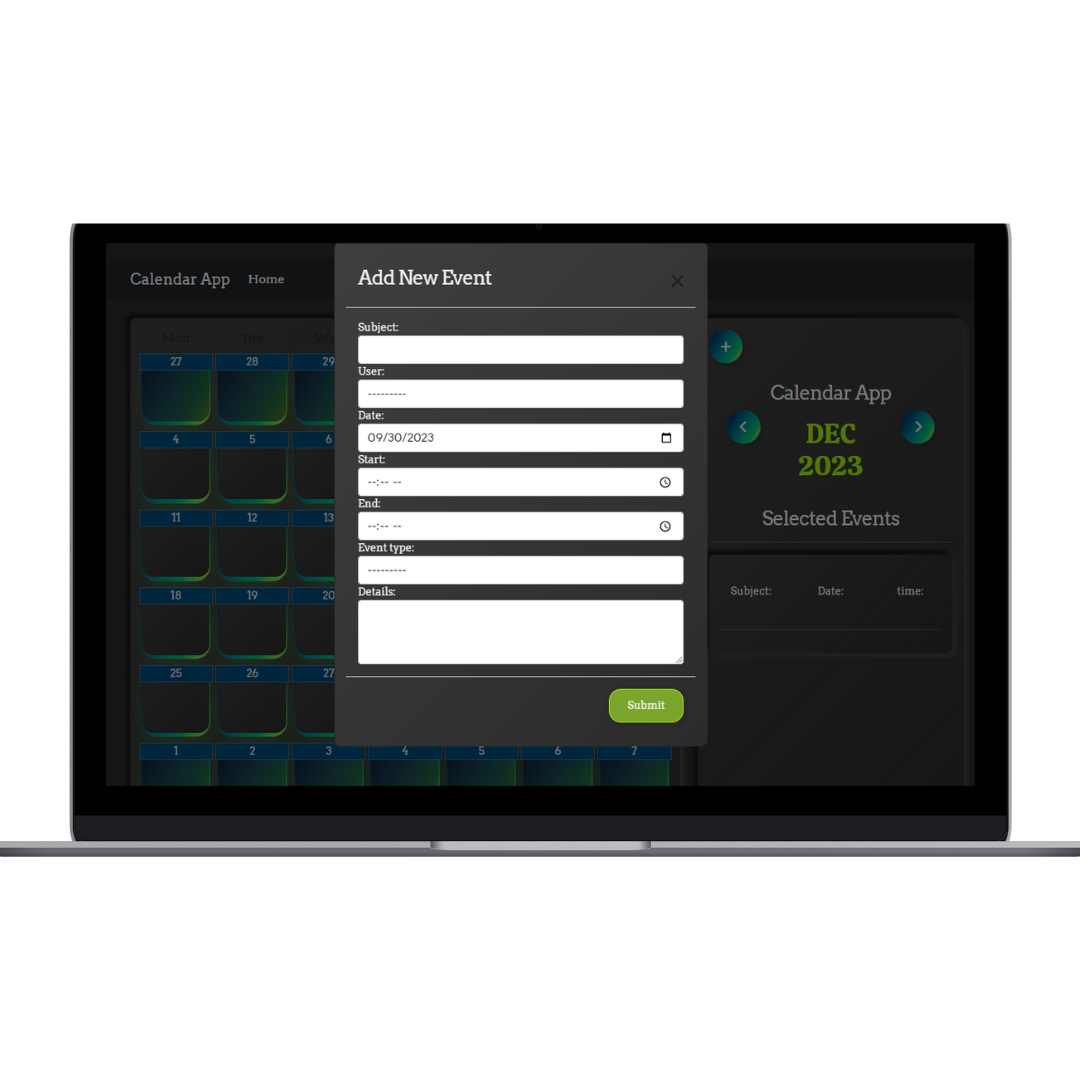 Calendar App Home
Add New Event
Mon Tue We
27 28 29
4 5 6
11 12 13
18 19 20
25 26 27
1 2 3 4 5 6 7
Subject:
User:
---------
Date:
09/30/2023
Start:
--:-- --
End:
--:-- --
Event type:
---------
Details:
Submit
+
Calendar App
DEC
2023
Selected Events
Subject: Date: time: